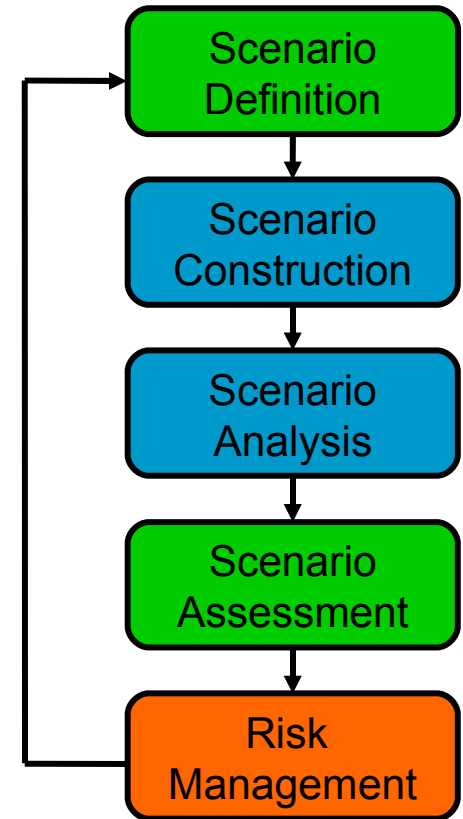 Scenario
Definition
Scenario
Construction
Scenario
Analysis
Scenario
Assessment
Risk
Management